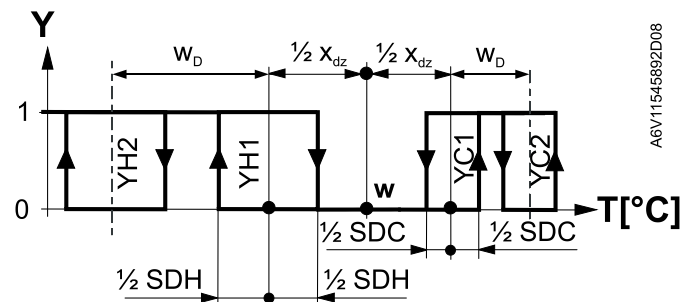 Y
w_D ½ x_dz ½ x_dz w_D
1
YH2 YH1 YC1 YC2
w
0 T[°C]
½ SDC ½ SDC
½ SDH ½ SDH
A6V11545892D08